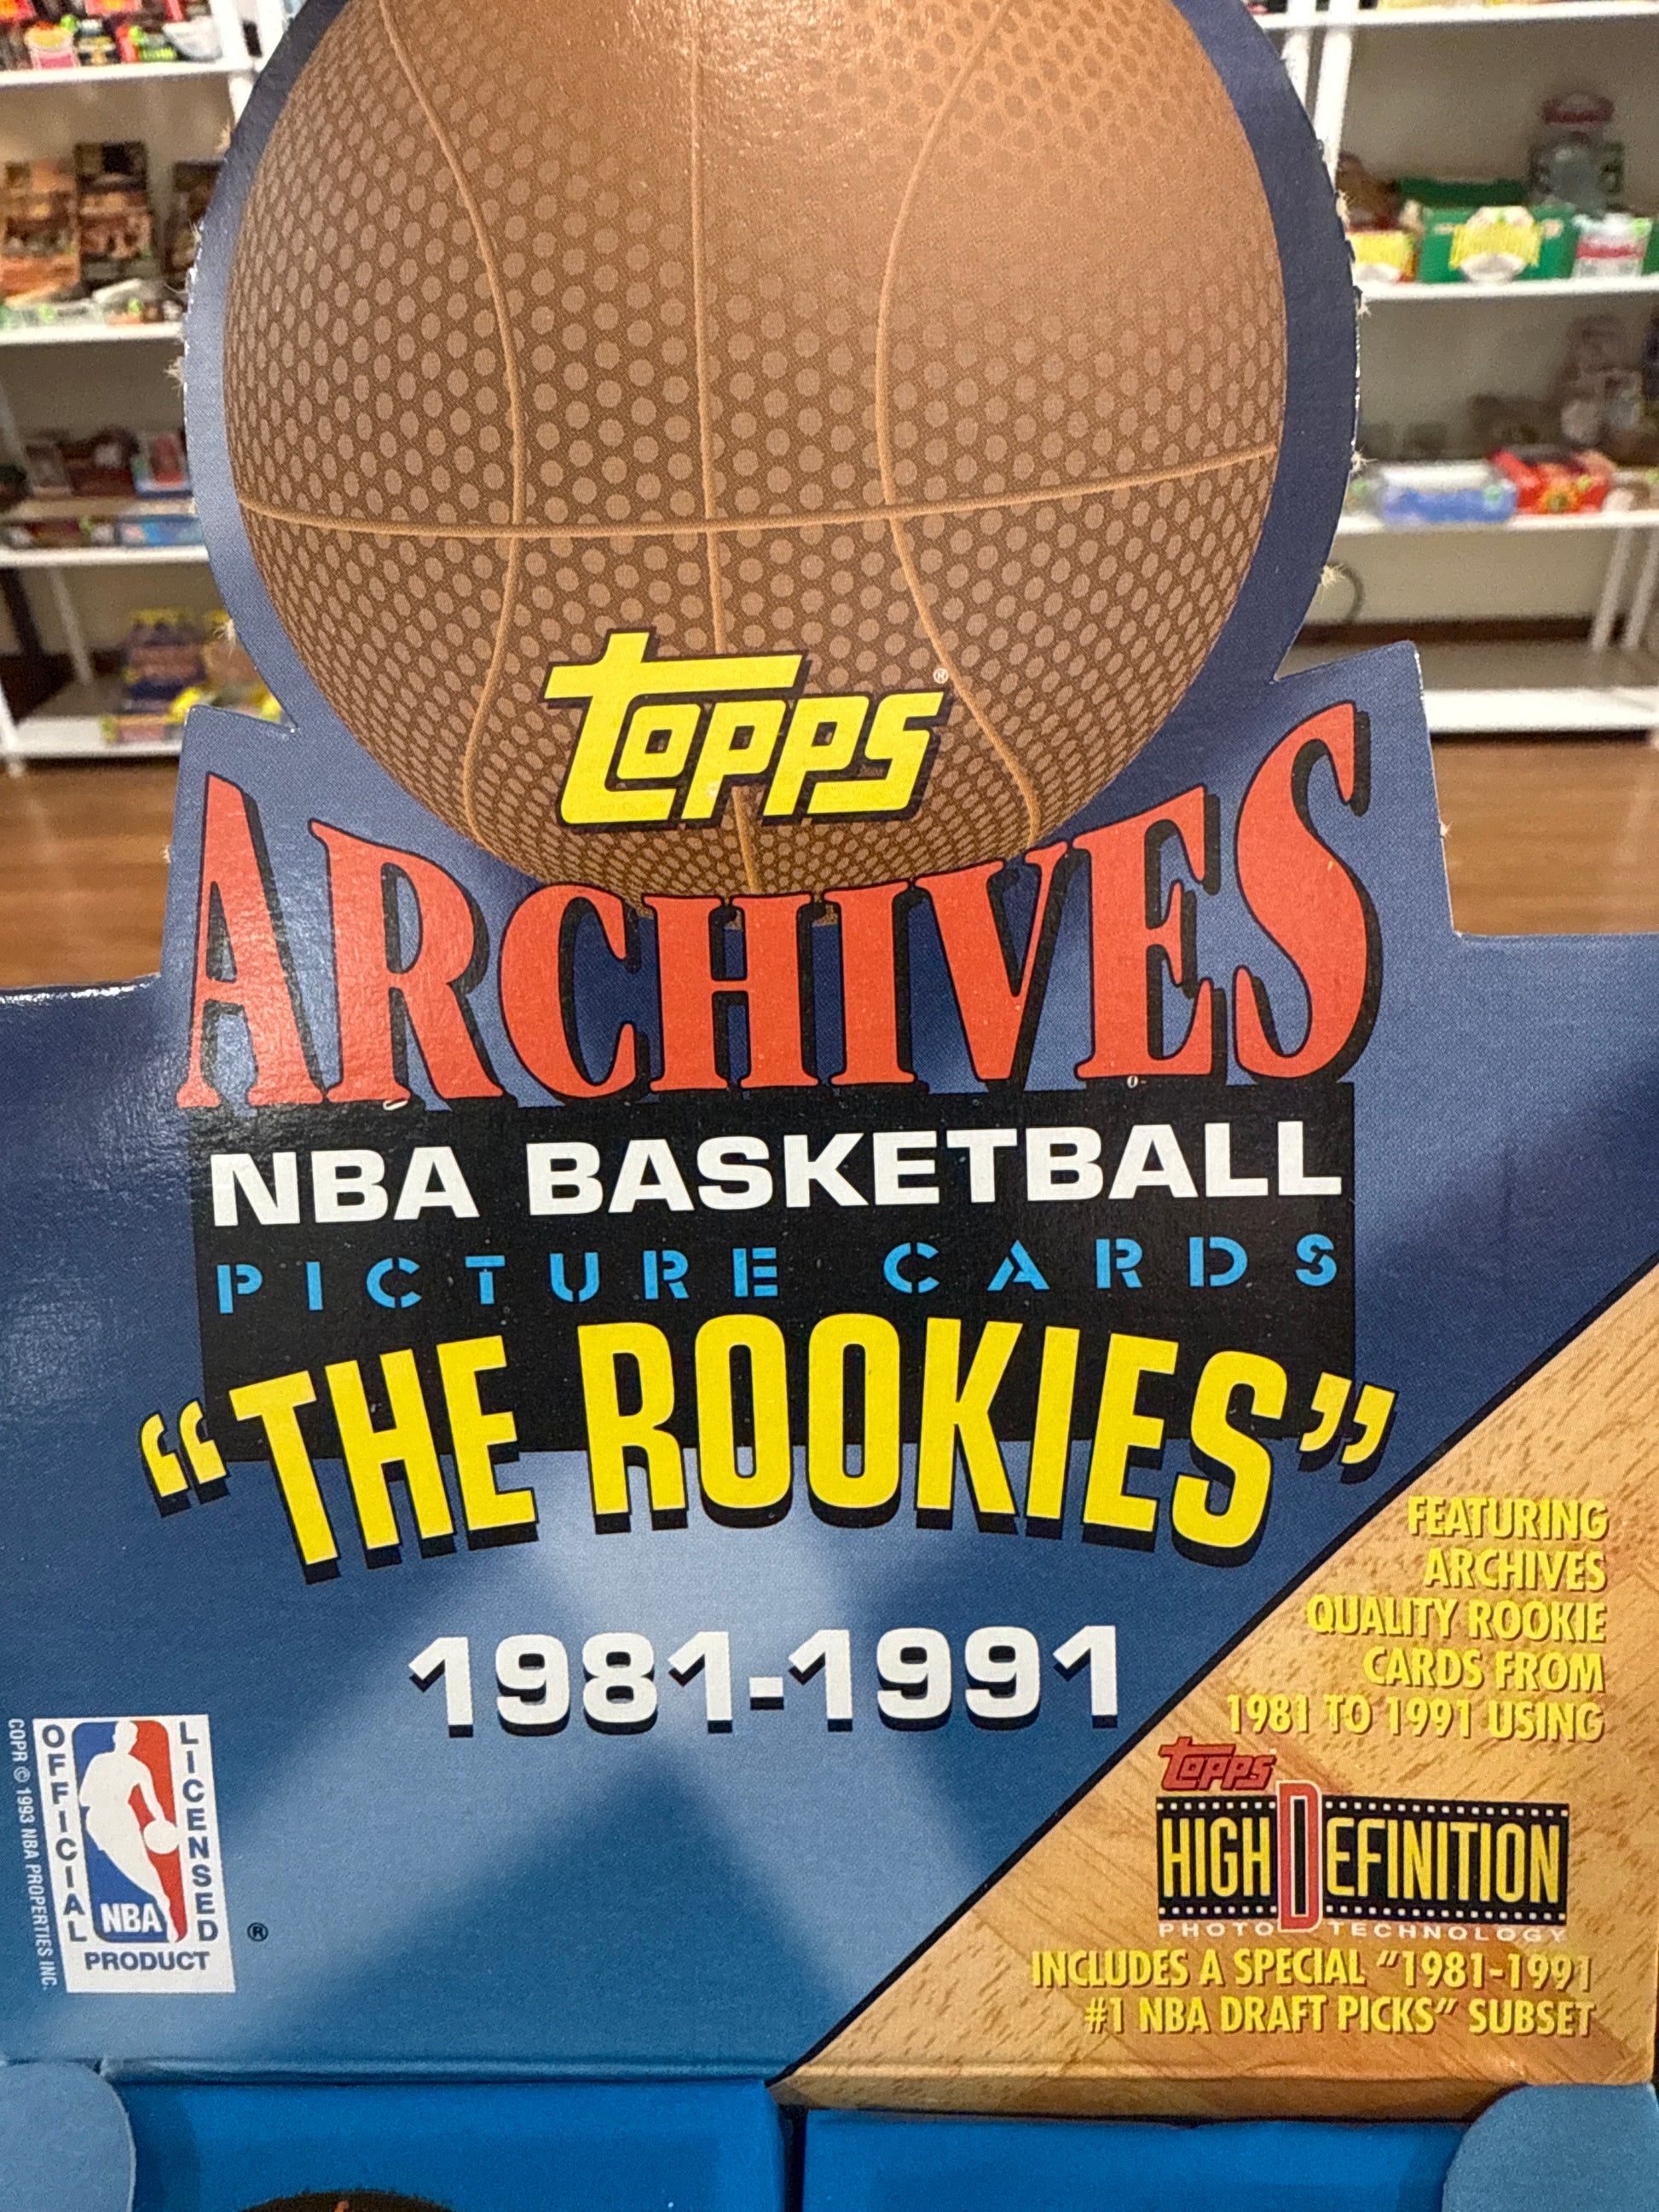 Topps®
ARCHIVES
NBA BASKETBALL
PICTURE CARDS
“THE ROOKIES”
1981-1991
FEATURING
ARCHIVES
QUALITY ROOKIE
CARDS FROM
1981 TO 1991 USING
Topps
HIGH DEFINITION
PHOTO TECHNOLOGY
INCLUDES A SPECIAL “1981-1991
#1 NBA DRAFT PICKS” SUBSET
OFFICIAL
LICENSED
NBA
PRODUCT
®
COPR © 1993 NBA PROPERTIES INC.